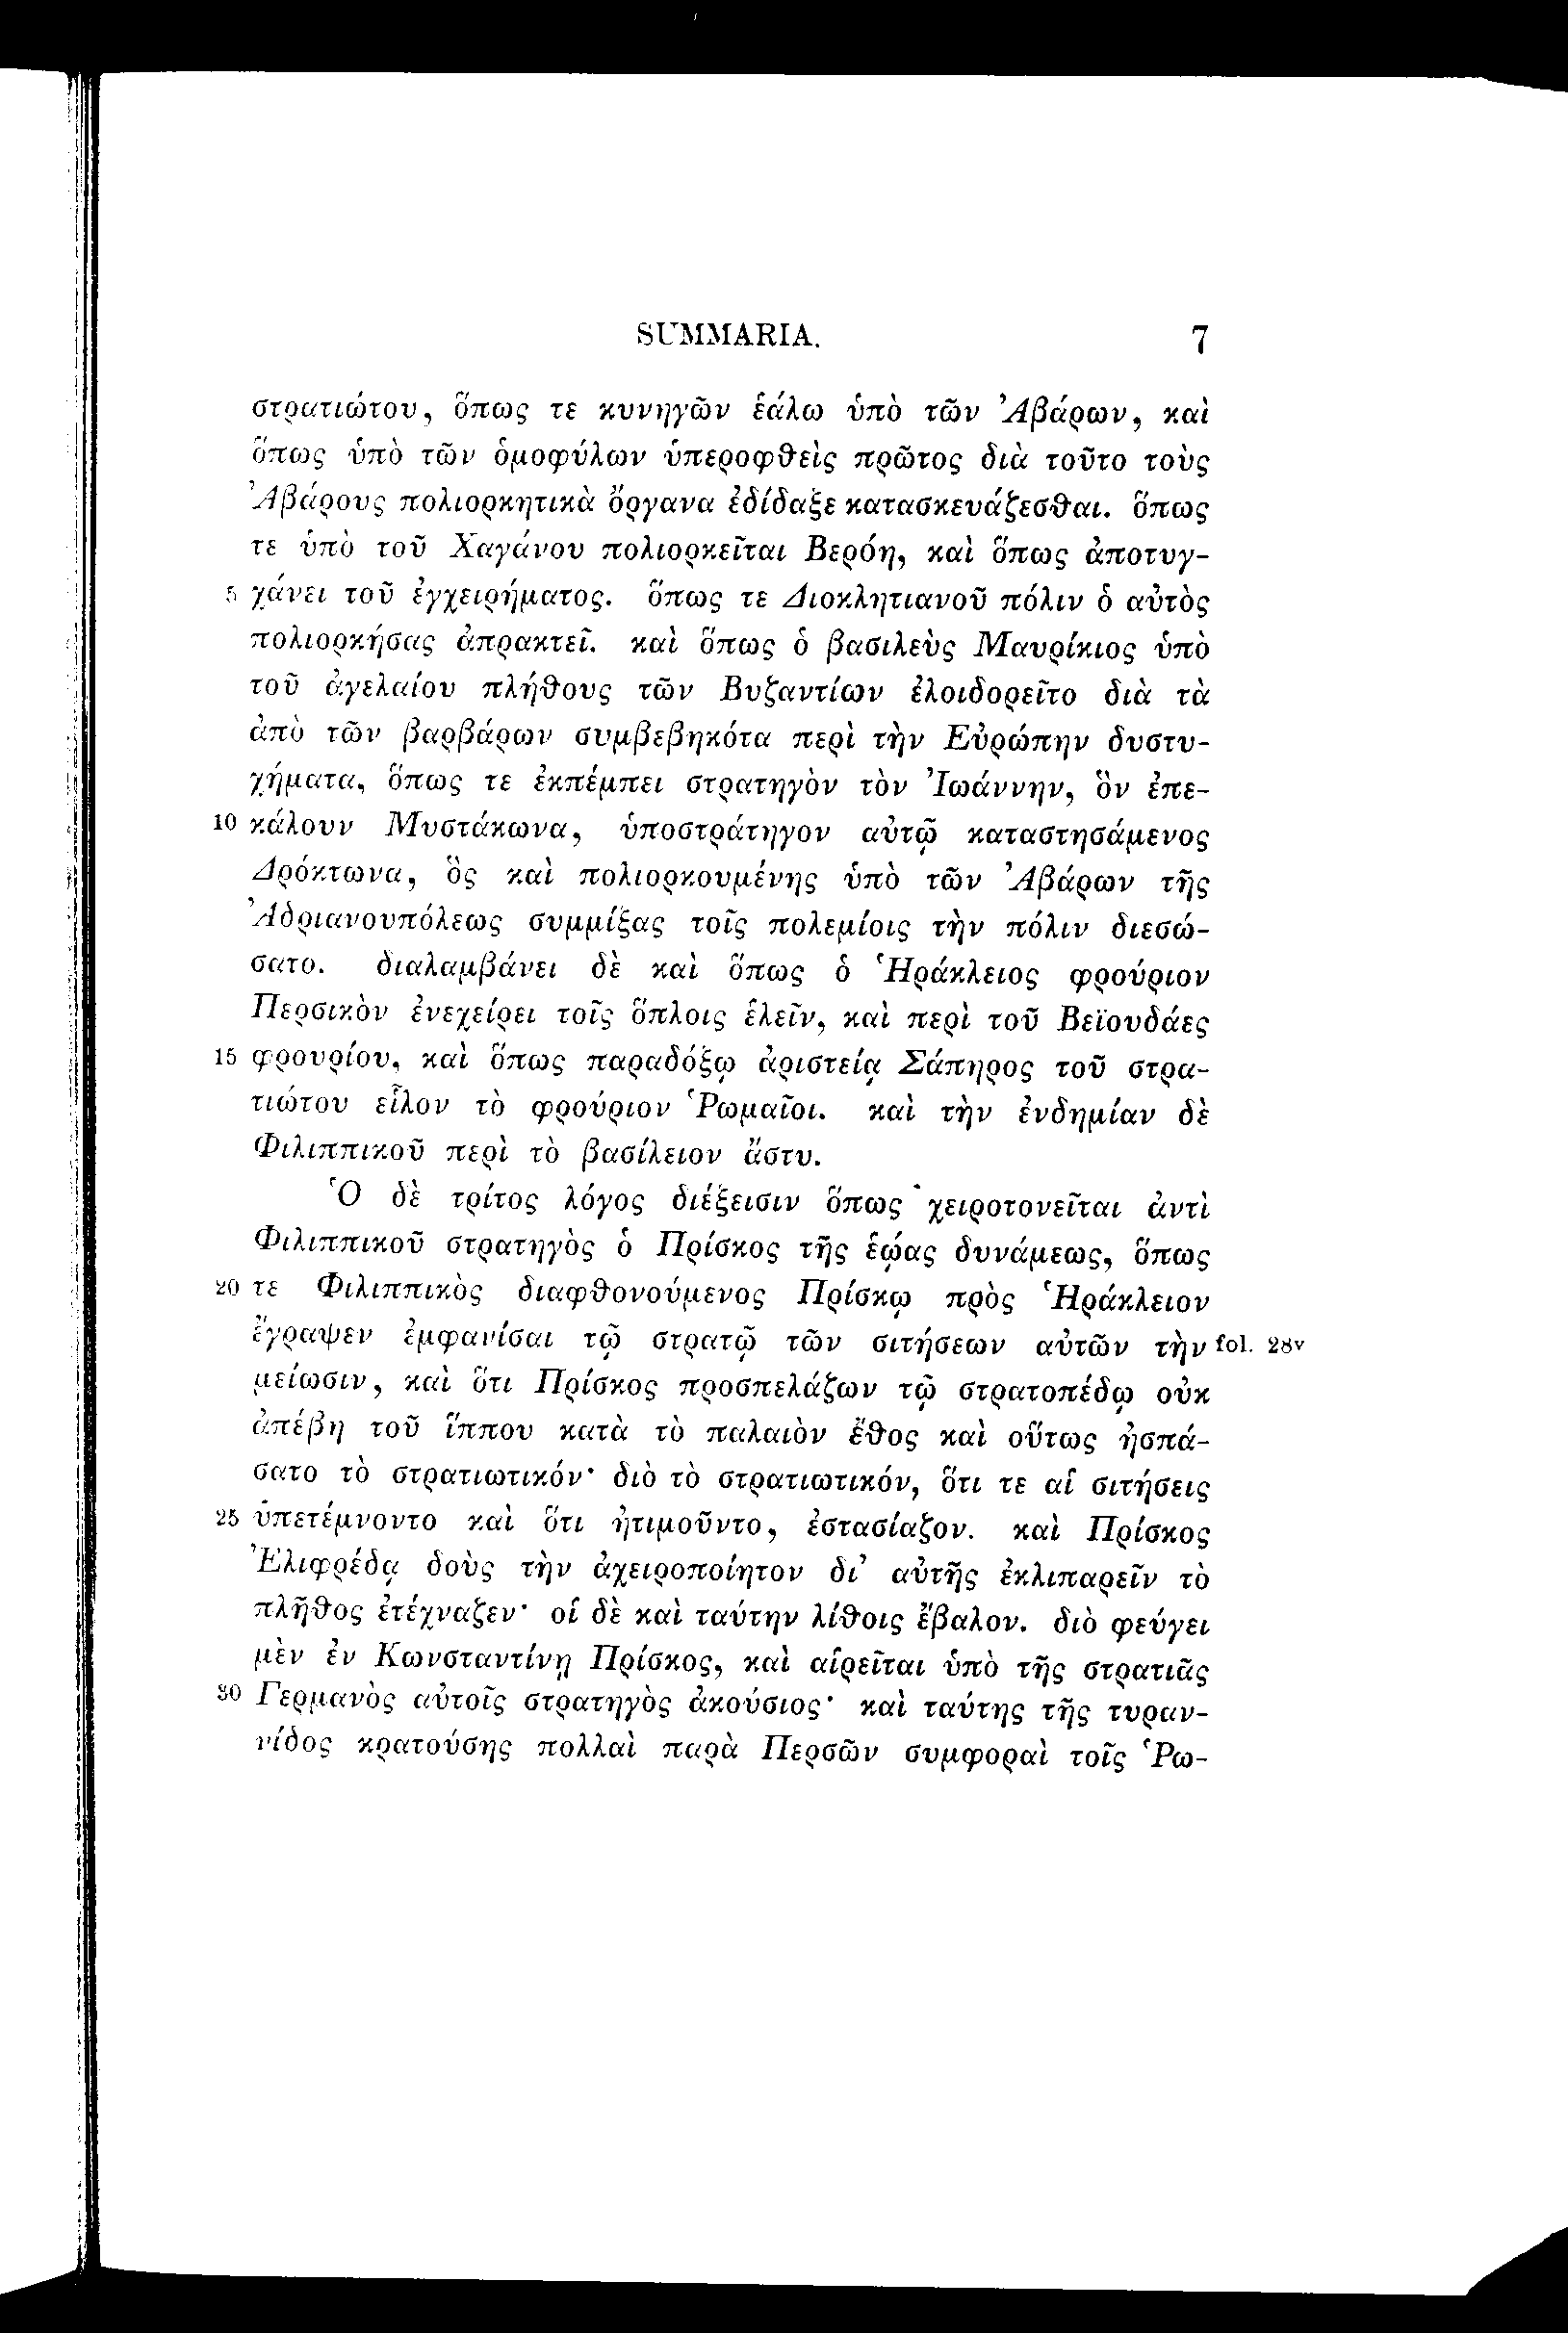 SUMMARIA. 7
στρατιώτου, ὅπως τε κυνηγῶν ἑάλω ὑπὸ τῶν Ἀβάρων, καὶ
ὅπως ὑπὸ τῶν ὁμοφύλων ὑπεροφθεὶς πρῶτος διὰ τοῦτο τοὺς
Ἀβάρους πολιορκητικὰ ὄργανα ἐδίδαξε κατασκευάζεσθαι. ὅπως
τε ὑπὸ τοῦ Χαγάνου πολιορκεῖται Βερόη, καὶ ὅπως ἀποτυγ-
5 χάνει τοῦ ἐγχειρήματος. ὅπως τε Διοκλητιανοῦ πόλιν ὁ αὐτὸς
πολιορκήσας ἀπρακτεῖ. καὶ ὅπως ὁ βασιλεὺς Μαυρίκιος ὑπὸ
τοῦ ἀγελαίου πλήθους τῶν Βυζαντίων ἐλοιδορεῖτο διὰ τὰ
ἀπὸ τῶν βαρβάρων συμβεβηκότα περὶ τὴν Εὐρώπην δυστυ-
χήματα, ὅπως τε ἐκπέμπει στρατηγὸν τὸν Ἰωάννην, ὃν ἐπε-
10 κάλουν Μυστάκωνα, ὑποστράτηγον αὐτῷ καταστησάμενος
Δρόκτωνα, ὃς καὶ πολιορκουμένης ὑπὸ τῶν Ἀβάρων τῆς
Ἀδριανουπόλεως συμμίξας τοῖς πολεμίοις τὴν πόλιν διεσώ-
σατο. διαλαμβάνει δὲ καὶ ὅπως ὁ Ἡράκλειος φρούριον
Περσικὸν ἐνεχείρει τοῖς ὅπλοις ἑλεῖν, καὶ περὶ τοῦ Βεϊουδάες
15 φρουρίου, καὶ ὅπως παραδόξῳ ἀριστείᾳ Σάπηρος τοῦ στρα-
τιώτου εἷλον τὸ φρούριον Ῥωμαῖοι. καὶ τὴν ἐνδημίαν δὲ
Φιλιππικοῦ περὶ τὸ βασίλειον ἄστυ.
Ὁ δὲ τρίτος λόγος διέξεισιν ὅπως χειροτονεῖται ἀντὶ
Φιλιππικοῦ στρατηγὸς ὁ Πρίσκος τῆς ἑῴας δυνάμεως, ὅπως
20 τε Φιλιππικὸς διαφθονούμενος Πρίσκῳ πρὸς Ἡράκλειον
ἔγραψεν ἐμφανίσαι τῷ στρατῷ τῶν σιτήσεων αὐτῶν τὴν fol. 28v
μείωσιν, καὶ ὅτι Πρίσκος προσπελάζων τῷ στρατοπέδῳ οὐκ
ἀπέβη τοῦ ἵππου κατὰ τὸ παλαιὸν ἔθος καὶ οὕτως ἠσπά-
σατο τὸ στρατιωτικόν· διὸ τὸ στρατιωτικόν, ὅτι τε αἱ σιτήσεις
25 ὑπετέμνοντο καὶ ὅτι ἠτιμοῦντο, ἐστασίαζον. καὶ Πρίσκος
Ἐλιφρέδᾳ δοὺς τὴν ἀχειροποίητον δι' αὐτῆς ἐκλιπαρεῖν τὸ
πλῆθος ἐτέχναζεν· οἱ δὲ καὶ ταύτην λίθοις ἔβαλον. διὸ φεύγει
μὲν ἐν Κωνσταντίνῃ Πρίσκος, καὶ αἱρεῖται ὑπὸ τῆς στρατιᾶς
30 Γερμανὸς αὐτοῖς στρατηγὸς ἀκούσιος· καὶ ταύτης τῆς τυραν-
νίδος κρατούσης πολλαὶ παρὰ Περσῶν συμφοραὶ τοῖς Ῥω-